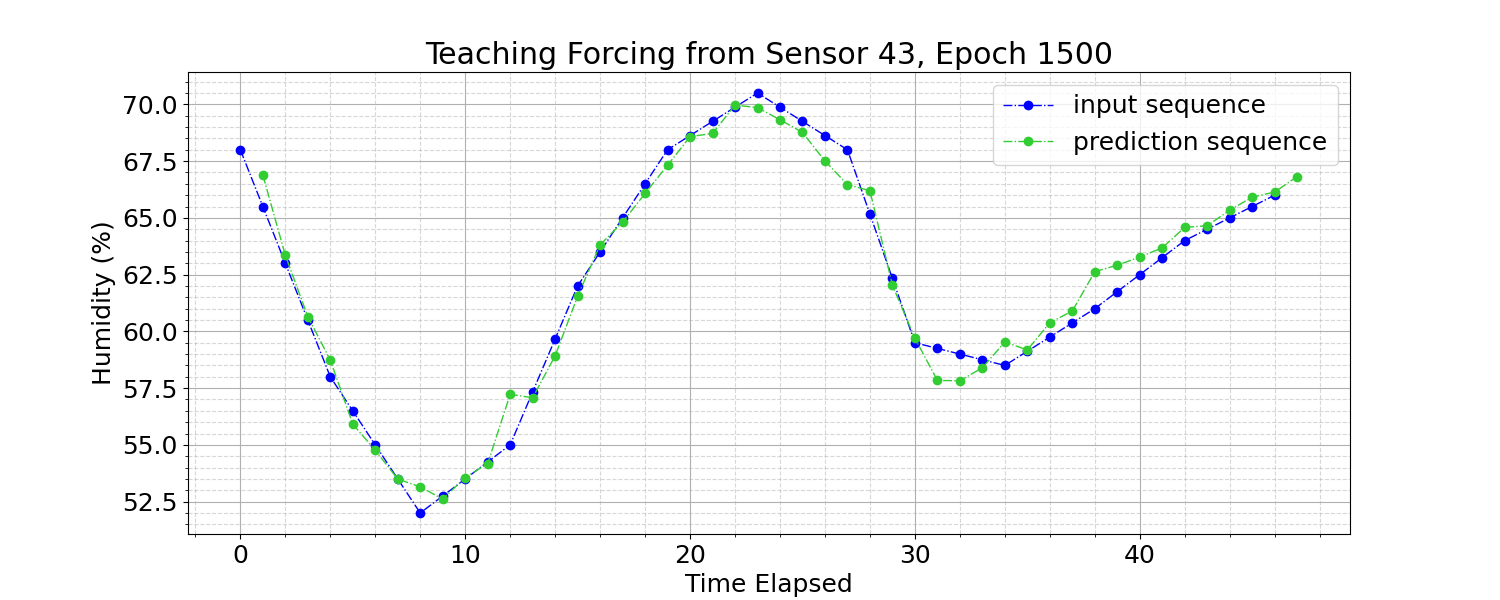 Teaching Forcing from Sensor 43, Epoch 1500
input sequence
prediction sequence
Humidity (%)
70.0
67.5
65.0
62.5
60.0
57.5
55.0
52.5
0 10 20 30 40
Time Elapsed